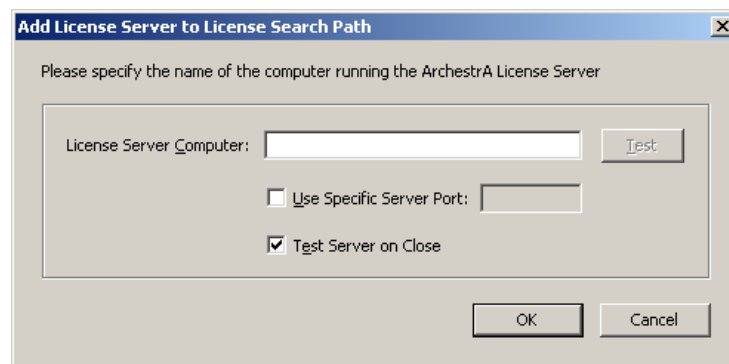 Add License Server to License Search Path
Please specify the name of the computer running the ArchestrA License Server
License Server Computer:
Test
Use Specific Server Port:
Test Server on Close
OK
Cancel